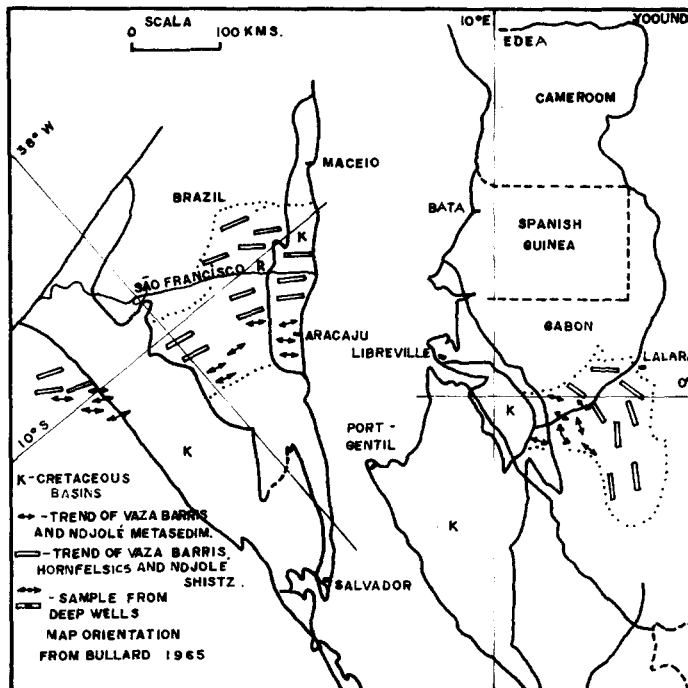 SCALA
0 100 KMS.
10°E
YOOUND
EDEA
CAMEROOM
38° W
MACEIO
BRAZIL
BATA
SPANISH
GUINEA
K
SÃO FRANCISCO R
GABON
ARACAJU
LIBREVILLE
LALARA
0°
K
10°S
PORT-
GENTIL
K
K
K-CRETACEOUS
BASINS
-TREND OF VAZA BARRIS
AND NDJOLÉ METASEDIM.
-TREND OF VAZA BARRIS
HORNFELSICS AND NDJOLÉ
SHISTZ.
-SAMPLE FROM
DEEP WELLS
SALVADOR
MAP ORIENTATION
FROM BULLARD 1965